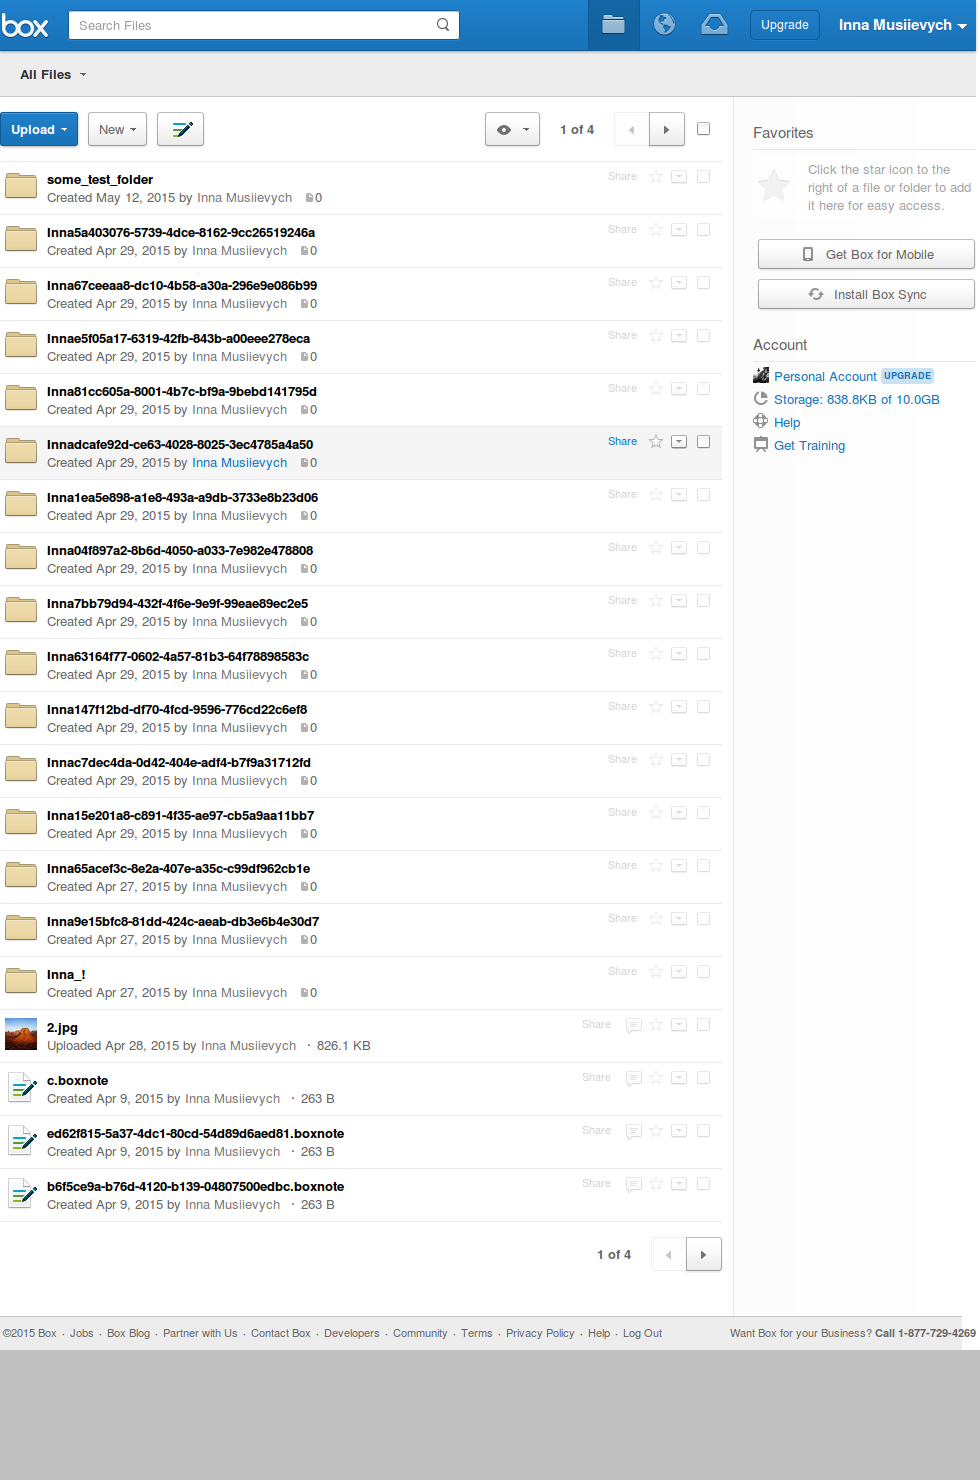 box
Search Files
Upgrade
Inna Musiievych
All Files
Upload
New
1 of 4
some_test_folder
Share
Created May 12, 2015 by Inna Musiievych 0
Inna5a403076-5739-4dce-8162-9cc26519246a
Share
Created Apr 29, 2015 by Inna Musiievych 0
Inna67ceeaa8-dc10-4b58-a30a-296e9e086b99
Share
Created Apr 29, 2015 by Inna Musiievych 0
Innae5f05a17-6319-42fb-843b-a00eee278eca
Share
Created Apr 29, 2015 by Inna Musiievych 0
Inna81cc605a-8001-4b7c-bf9a-9bebd141795d
Share
Created Apr 29, 2015 by Inna Musiievych 0
Innadcafe92d-ce63-4028-8025-3ec4785a4a50
Share
Created Apr 29, 2015 by Inna Musiievych 0
Inna1ea5e898-a1e8-493a-a9db-3733e8b23d06
Share
Created Apr 29, 2015 by Inna Musiievych 0
Inna04f897a2-8b6d-4050-a033-7e982e478808
Share
Created Apr 29, 2015 by Inna Musiievych 0
Inna7bb79d94-432f-4f6e-9e9f-99eae89ec2e5
Share
Created Apr 29, 2015 by Inna Musiievych 0
Inna63164f77-0602-4a57-81b3-64f78898583c
Share
Created Apr 29, 2015 by Inna Musiievych 0
Inna147f12bd-df70-4fcd-9596-776cd22c6ef8
Share
Created Apr 29, 2015 by Inna Musiievych 0
Innac7dec4da-0d42-404e-adf4-b7f9a31712fd
Share
Created Apr 29, 2015 by Inna Musiievych 0
Inna15e201a8-c891-4f35-ae97-cb5a9aa11bb7
Share
Created Apr 29, 2015 by Inna Musiievych 0
Inna65acef3c-8e2a-407e-a35c-c99df962cb1e
Share
Created Apr 27, 2015 by Inna Musiievych 0
Inna9e15bfc8-81dd-424c-aeab-db3e6b4e30d7
Share
Created Apr 27, 2015 by Inna Musiievych 0
Inna_!
Share
Created Apr 27, 2015 by Inna Musiievych 0
2.jpg
Share
Uploaded Apr 28, 2015 by Inna Musiievych · 826.1 KB
c.boxnote
Share
Created Apr 9, 2015 by Inna Musiievych · 263 B
ed62f815-5a37-4dc1-80cd-54d89d6aed81.boxnote
Share
Created Apr 9, 2015 by Inna Musiievych · 263 B
b6f5ce9a-b76d-4120-b139-04807500edbc.boxnote
Share
Created Apr 9, 2015 by Inna Musiievych · 263 B
1 of 4
Favorites
Click the star icon to the
right of a file or folder to add
it here for easy access.
Get Box for Mobile
Install Box Sync
Account
Personal Account UPGRADE
Storage: 838.8KB of 10.0GB
Help
Get Training
©2015 Box · Jobs · Box Blog · Partner with Us · Contact Box · Developers · Community · Terms · Privacy Policy · Help · Log Out
Want Box for your Business? Call 1-877-729-4269